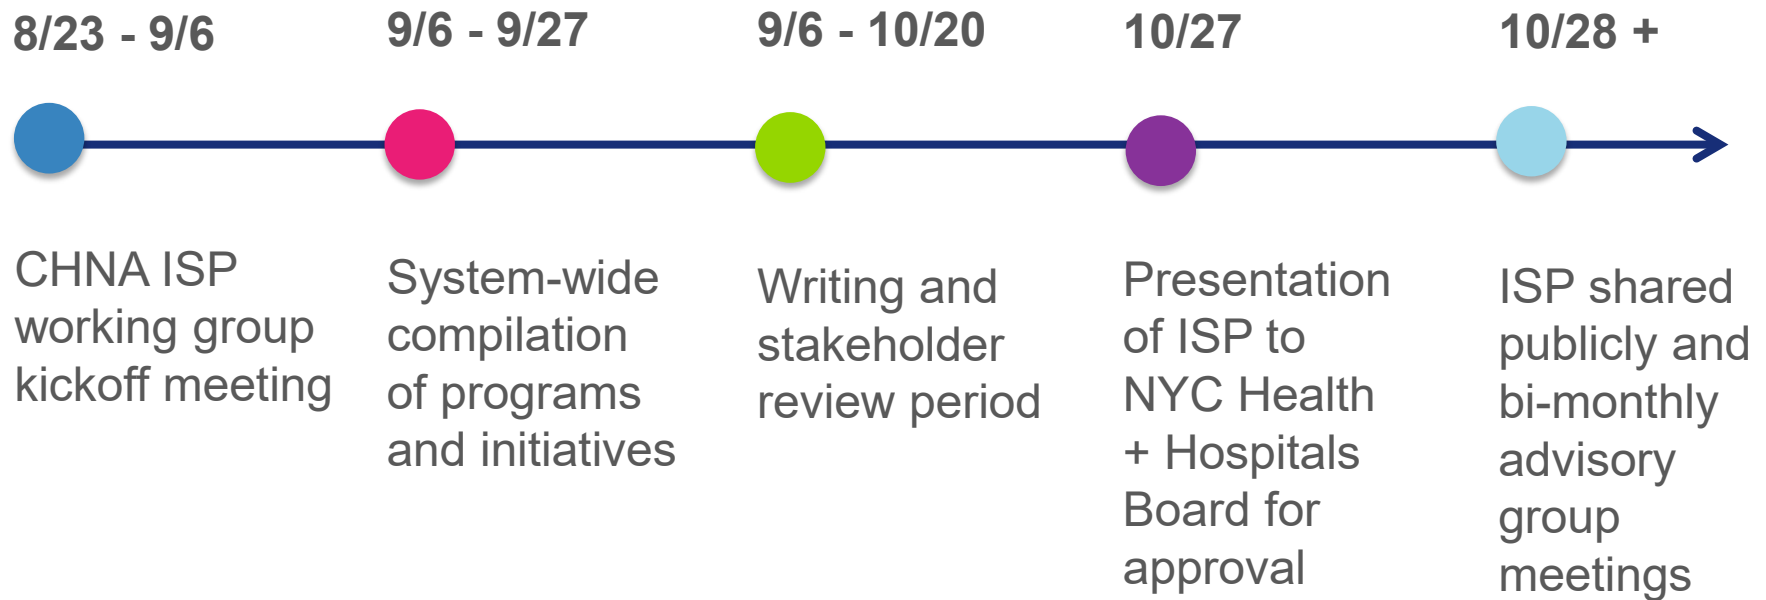 8/23 - 9/6
CHNA ISP
working group
kickoff meeting
9/6 - 9/27
System-wide
compilation
of programs
and initiatives
9/6 - 10/20
Writing and
stakeholder
review period
10/27
Presentation
of ISP to
NYC Health
+ Hospitals
Board for
approval
10/28 +
ISP shared
publicly and
bi-monthly
advisory
group
meetings